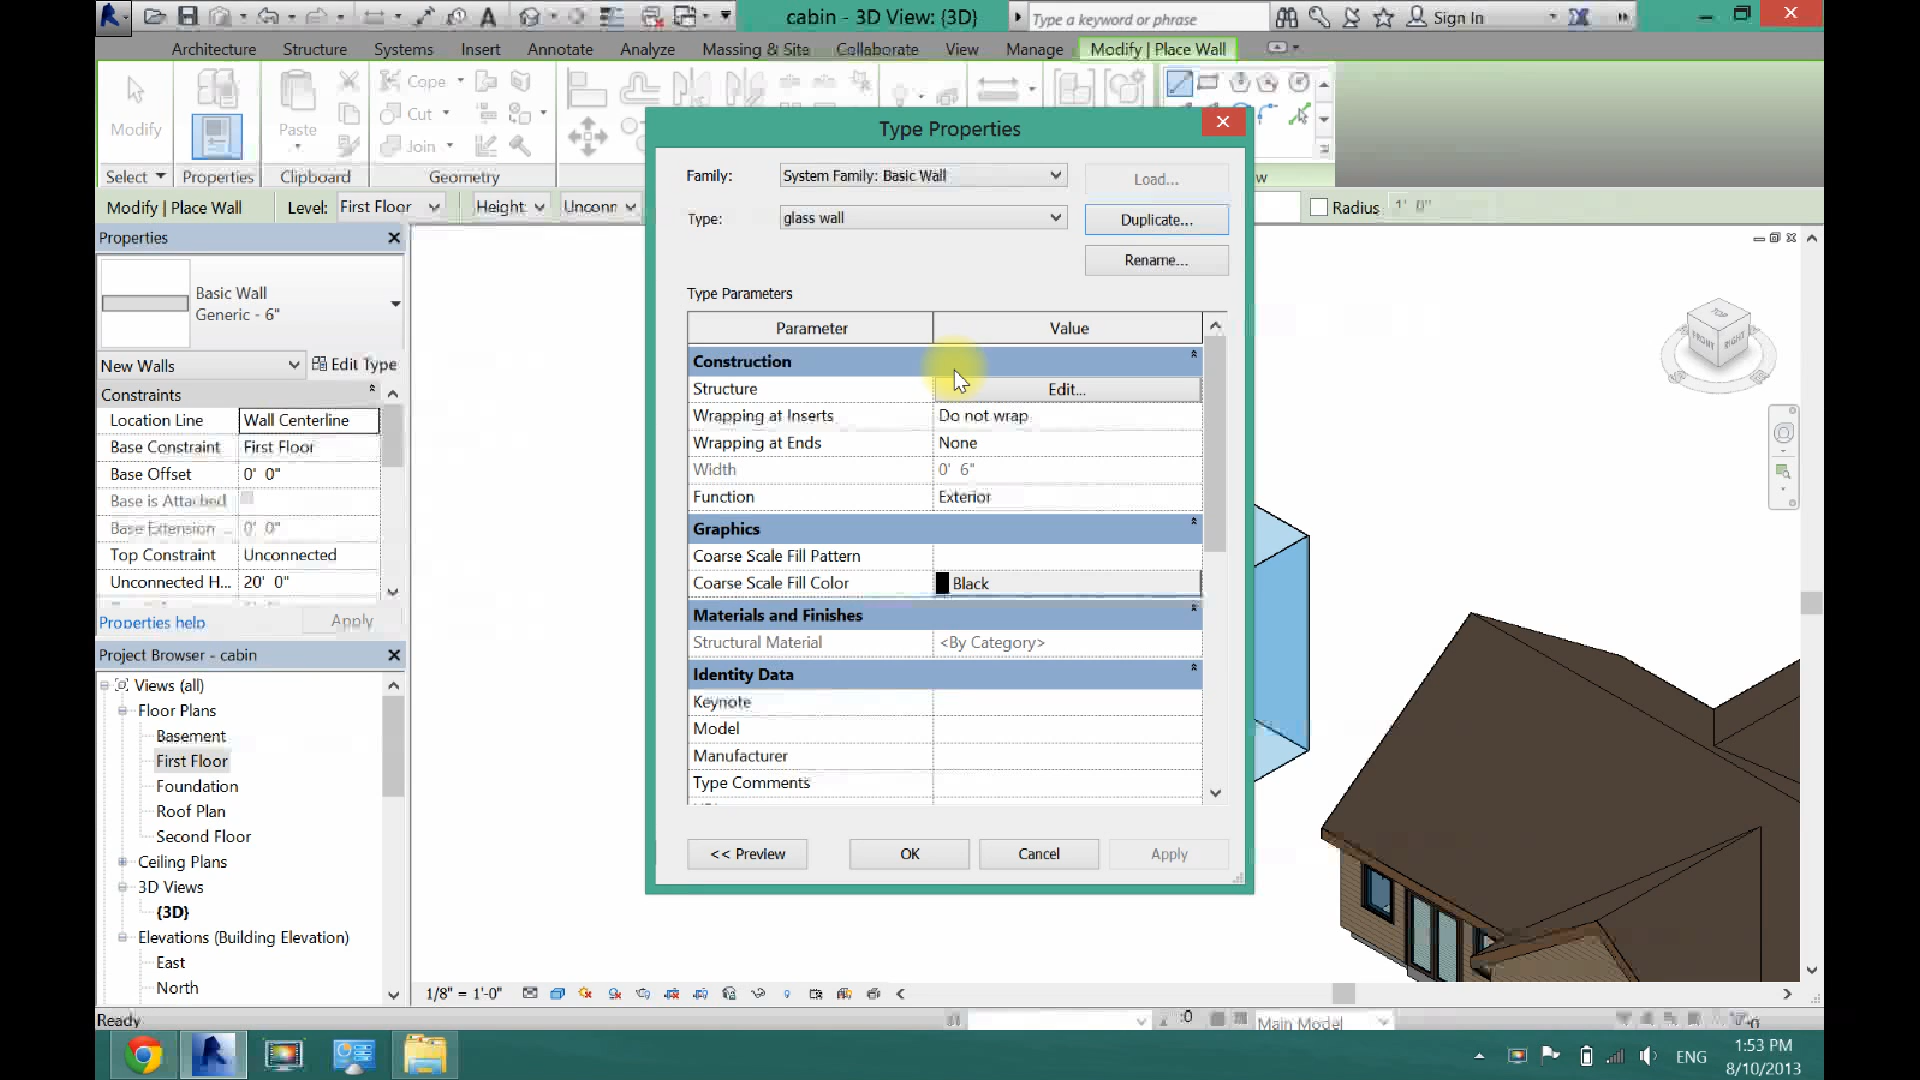 cabin - 3D View: {3D}
Type a keyword or phrase
Sign In
Architecture
Structure
Systems
Insert
Annotate
Analyze
Massing & Site
Collaborate
View
Manage
Modify | Place Wall
Modify
Paste
Cope
Cut
Join
Select
Properties
Clipboard
Geometry
Modify | Place Wall
Level:
First Floor
Height:
Unconn
Radius
1' 0"
Properties
Basic Wall
Generic - 6"
New Walls
Edit Type
Constraints
Location Line
Wall Centerline
Base Constraint
First Floor
Base Offset
0' 0"
Base is Attached
Base Extension ...
0' 0"
Top Constraint
Unconnected
Unconnected H...
20' 0"
Properties help
Apply
Project Browser - cabin
Views (all)
Floor Plans
Basement
First Floor
Foundation
Roof Plan
Second Floor
Ceiling Plans
3D Views
{3D}
Elevations (Building Elevation)
East
North
Type Properties
Family:
System Family: Basic Wall
Load...
Type:
glass wall
Duplicate...
Rename...
Type Parameters
Parameter
Value
Construction
Structure
Edit...
Wrapping at Inserts
Do not wrap
Wrapping at Ends
None
Width
0' 6"
Function
Exterior
Graphics
Coarse Scale Fill Pattern
Coarse Scale Fill Color
Black
Materials and Finishes
Structural Material
<By Category>
Identity Data
Keynote
Model
Manufacturer
Type Comments
<< Preview
OK
Cancel
Apply
TOP
FRONT
RIGHT
1/8" = 1'-0"
Ready
:0
Main Model
:0
ENG
1:53 PM
8/10/2013